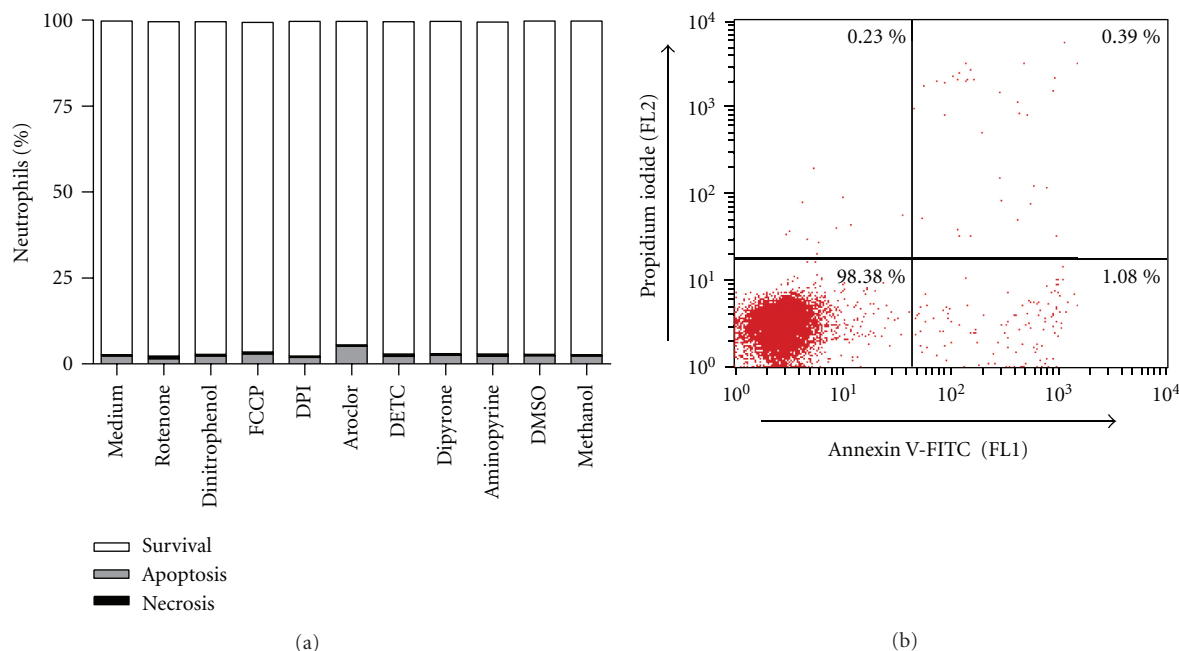 100
75
50
25
0
Neutrophils (%)
Medium
Rotenone
Dinitrophenol
FCCP
DPI
Aroclor
DETC
Dipyrone
Aminopyrine
DMSO
Methanol
Survival
Apoptosis
Necrosis
(a)
10⁴
10³
10²
10¹
10⁰
Propidium iodide (FL2)
0.23 %
0.39 %
98.38 %
1.08 %
10⁰
10¹
10²
10³
10⁴
Annexin V-FITC (FL1)
(b)